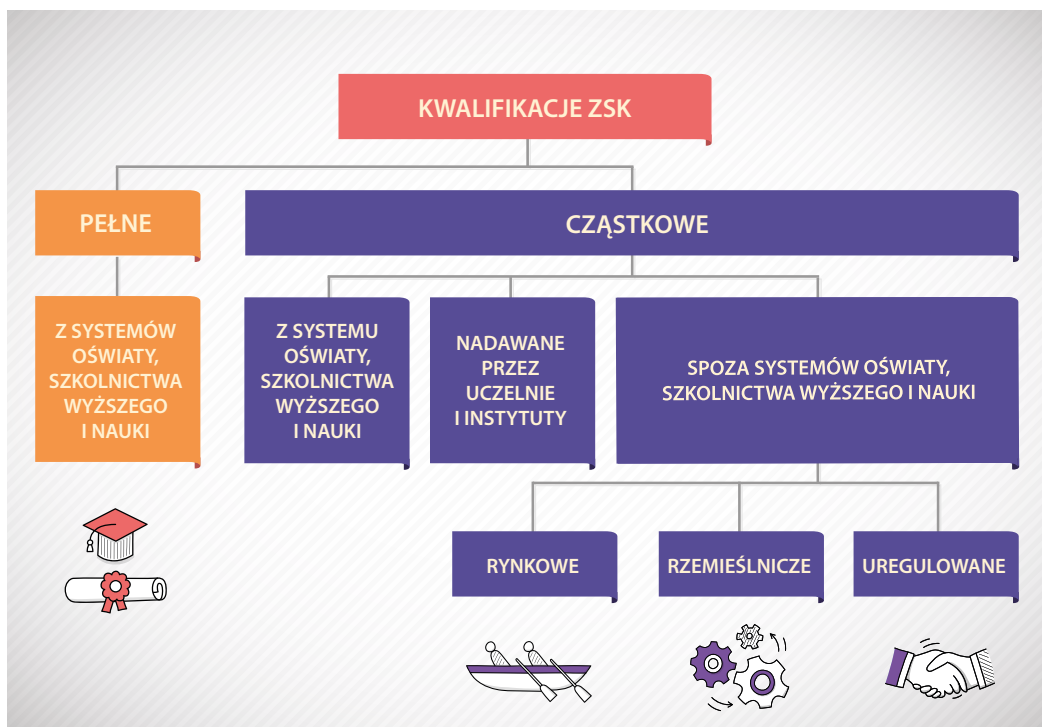 KWALIFIKACJE ZSK
PEŁNE
CZĄSTKOWE
Z SYSTEMÓW
OŚWIATY,
SZKOLNICTWA
WYŻSZEGO
I NAUKI
Z SYSTEMU
OŚWIATY,
SZKOLNICTWA
WYŻSZEGO
I NAUKI
NADAWANE
PRZEZ
UCZELNIE
I INSTYTUTY
SPOZA SYSTEMÓW OŚWIATY,
SZKOLNICTWA WYŻSZEGO I NAUKI
RYNKOWE
RZEMIEŚLNICZE
UREGULOWANE